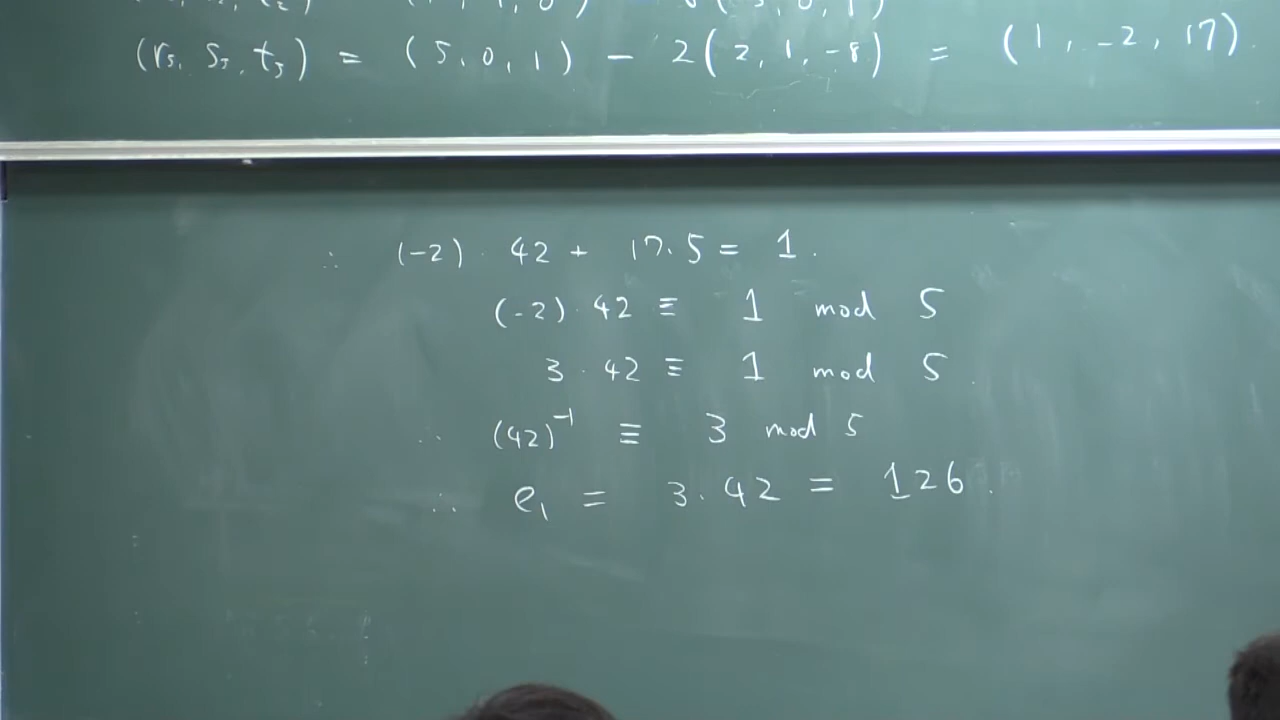 (r₅, s₅, t₅) = (5, 0, 1) − 2(2, 1, −8) = (1, −2, 17).
∴ (−2) · 42 + 17·5 = 1.
(−2) · 42 ≡ 1 mod 5
3 · 42 ≡ 1 mod 5.
∴ (42)⁻¹ ≡ 3 mod 5
∴ e₁ = 3·42 = 126.